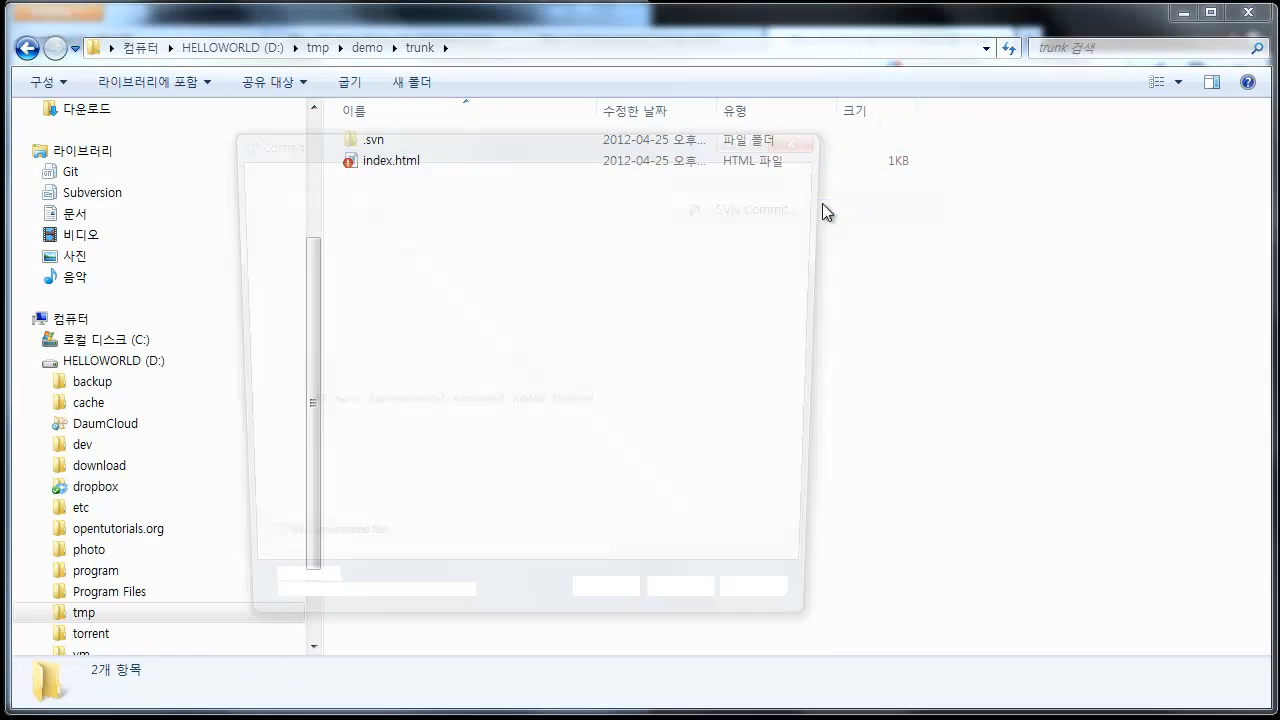 컴퓨터 HELLOWORLD (D:) tmp demo trunk
trunk 검색
구성 라이브러리에 포함 공유 대상 굽기 새 폴더
다운로드
라이브러리
Git
Subversion
문서
비디오
사진
음악
컴퓨터
로컬 디스크 (C:)
HELLOWORLD (D:)
backup
cache
DaumCloud
dev
download
dropbox
etc
opentutorials.org
photo
program
Program Files
tmp
torrent
vm
이름 수정한 날짜 유형 크기
.svn 2012-04-25 오후... 파일 폴더
index.html 2012-04-25 오후... HTML 파일 1KB
Commit
SVN Commit...
2개 항목